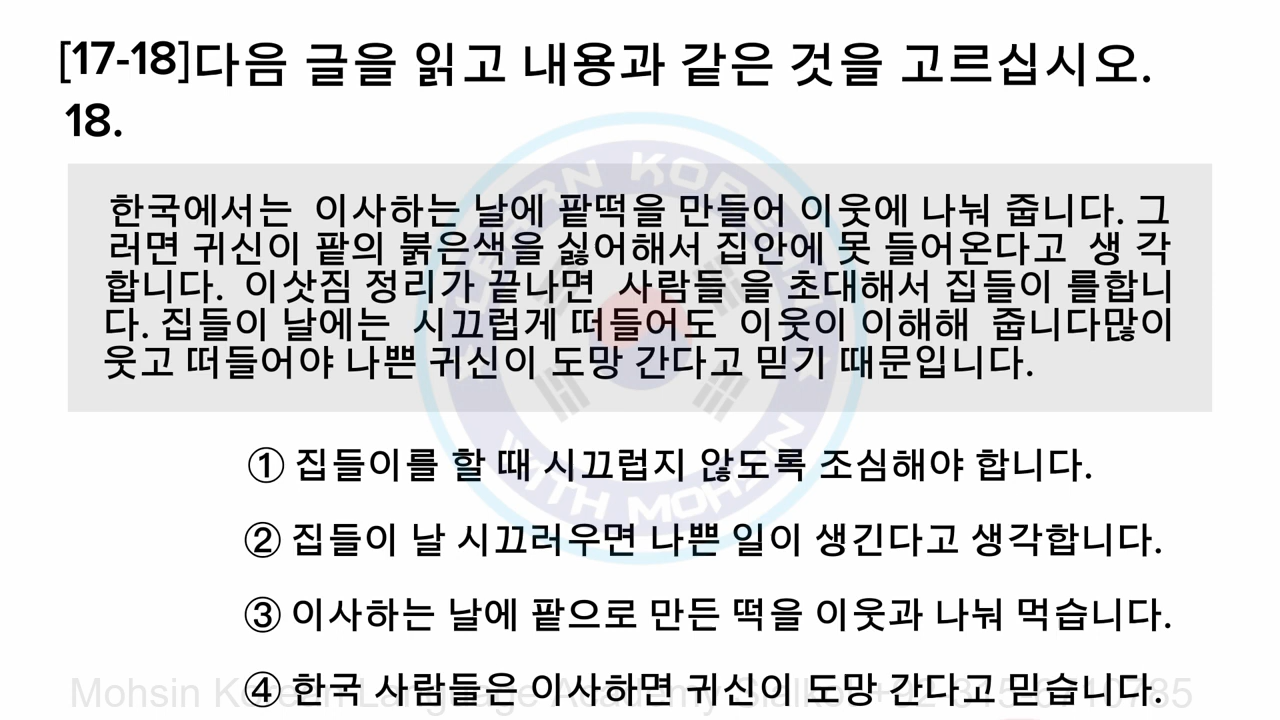 [17-18]다음 글을 읽고 내용과 같은 것을 고르십시오.
18.
한국에서는 이사하는 날에 팥떡을 만들어 이웃에 나눠 줍니다. 그
러면 귀신이 팥의 붉은색을 싫어해서 집안에 못 들어온다고 생 각
합니다. 이삿짐 정리가 끝나면 사람들 을 초대해서 집들이 를합니
다. 집들이 날에는 시끄럽게 떠들어도 이웃이 이해해 줍니다많이
웃고 떠들어야 나쁜 귀신이 도망 간다고 믿기 때문입니다.
① 집들이를 할 때 시끄럽지 않도록 조심해야 합니다.
② 집들이 날 시끄러우면 나쁜 일이 생긴다고 생각합니다.
③ 이사하는 날에 팥으로 만든 떡을 이웃과 나눠 먹습니다.
④ 한국 사람들은 이사하면 귀신이 도망 간다고 믿습니다.
WITH MOHSIN
Mohsin Korean Language Academy